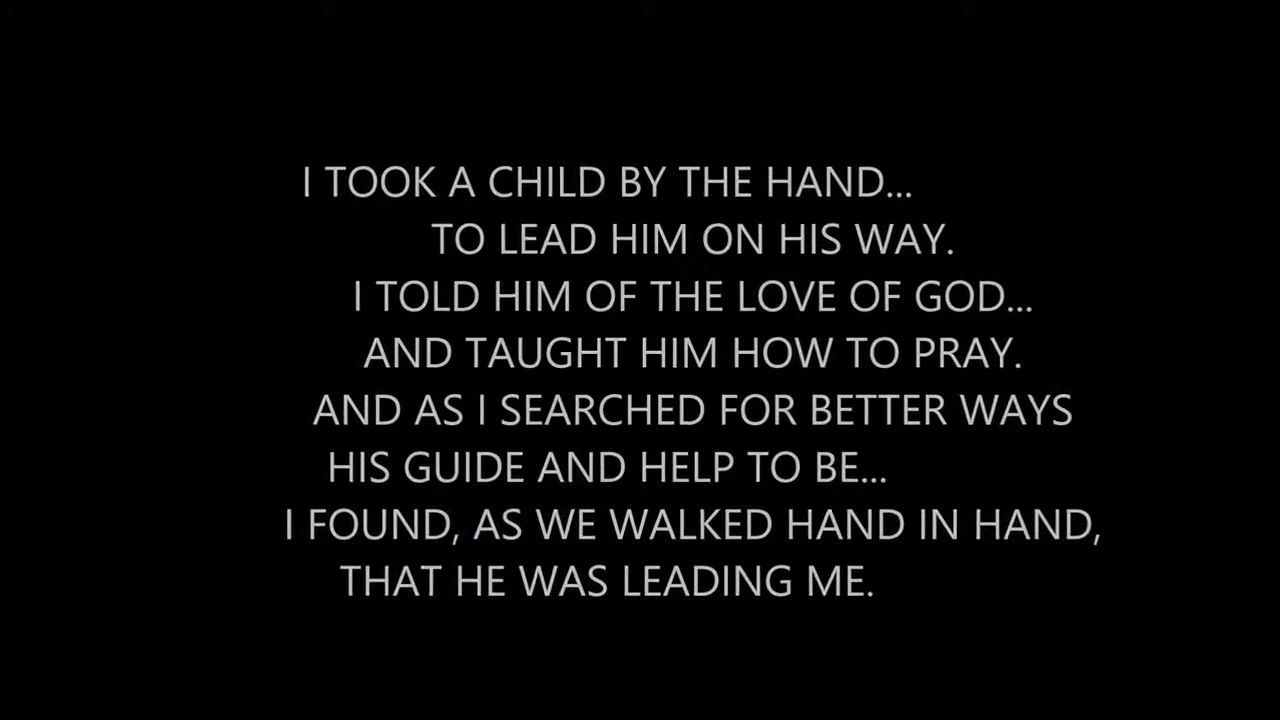 I TOOK A CHILD BY THE HAND...
TO LEAD HIM ON HIS WAY.
I TOLD HIM OF THE LOVE OF GOD...
AND TAUGHT HIM HOW TO PRAY.
AND AS I SEARCHED FOR BETTER WAYS
HIS GUIDE AND HELP TO BE...
I FOUND, AS WE WALKED HAND IN HAND,
THAT HE WAS LEADING ME.